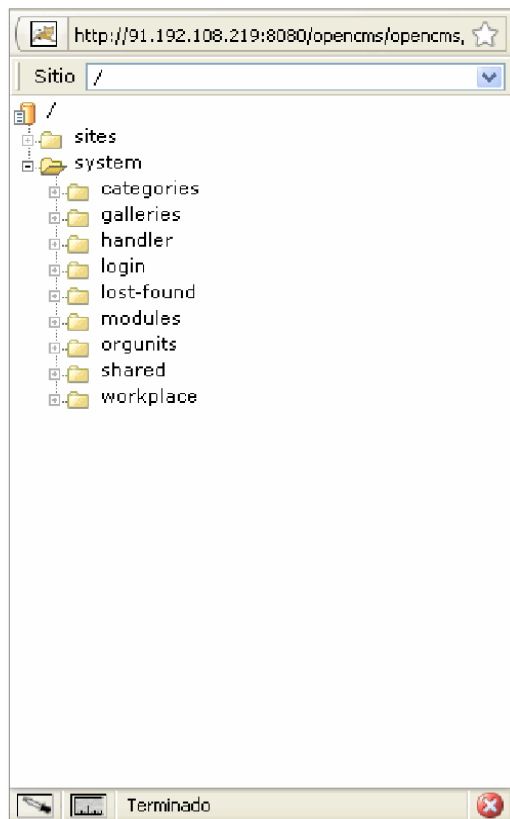 http://91.192.108.219:8080/opencms/opencms,
Sitio /
/
sites
system
categories
galleries
handler
login
lost-found
modules
orgunits
shared
workplace
Terminado